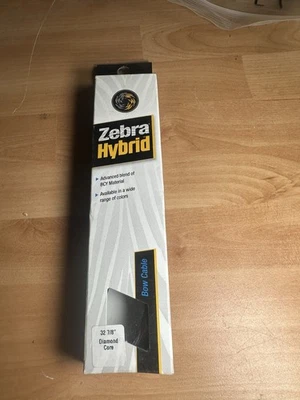 Zebra
Hybrid
Advanced blend of
BCY Material
Available in a wide
range of colors
Bow Cable
32 7/8"
Diamond
Core